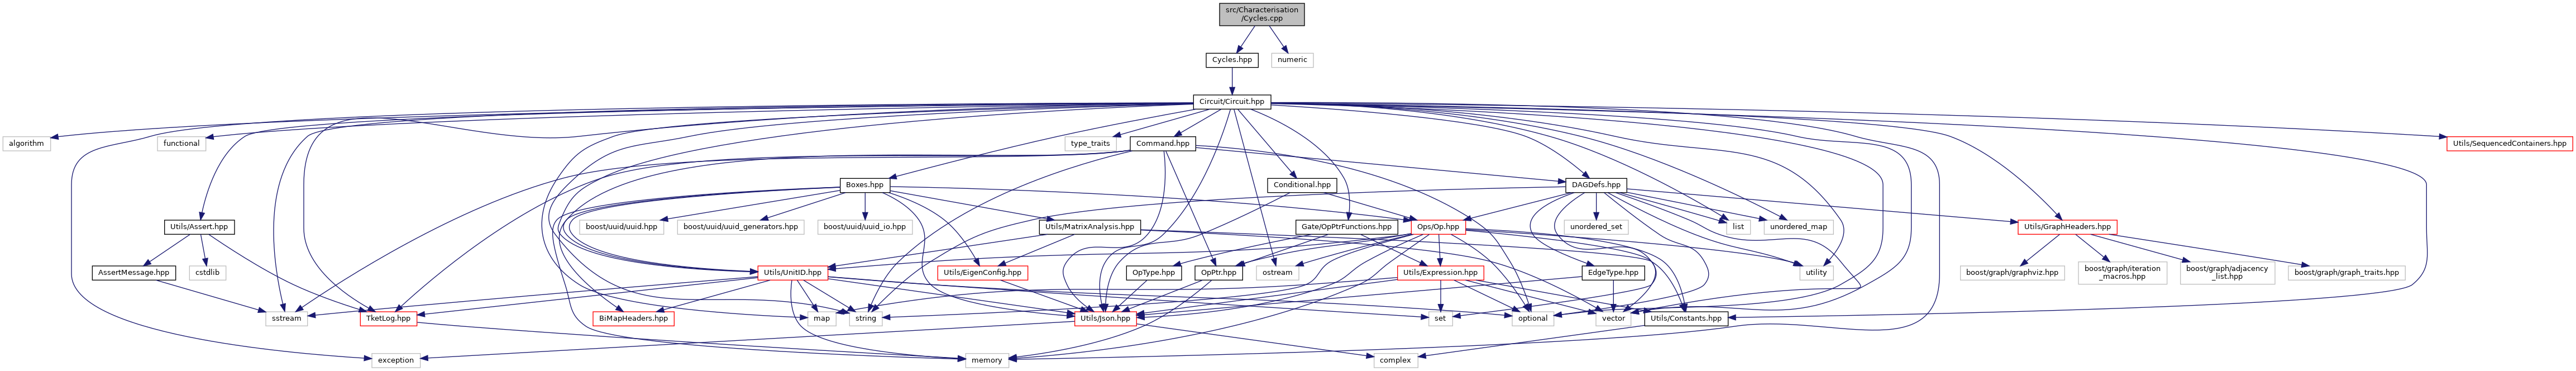 src/Characterisation
/Cycles.cpp
Cycles.hpp
numeric
Circuit/Circuit.hpp
algorithm
functional
type_traits
Command.hpp
Utils/SequencedContainers.hpp
Boxes.hpp
Conditional.hpp
DAGDefs.hpp
Utils/Assert.hpp
boost/uuid/uuid.hpp
boost/uuid/uuid_generators.hpp
boost/uuid/uuid_io.hpp
Utils/MatrixAnalysis.hpp
Gate/OpPtrFunctions.hpp
Ops/Op.hpp
unordered_set
list
unordered_map
Utils/GraphHeaders.hpp
AssertMessage.hpp
cstdlib
Utils/UnitID.hpp
Utils/EigenConfig.hpp
OpType.hpp
OpPtr.hpp
ostream
Utils/Expression.hpp
EdgeType.hpp
utility
boost/graph/graphviz.hpp
boost/graph/iteration
_macros.hpp
boost/graph/adjacency
_list.hpp
boost/graph/graph_traits.hpp
sstream
TketLog.hpp
BiMapHeaders.hpp
map
string
Utils/Json.hpp
set
optional
vector
Utils/Constants.hpp
exception
memory
complex